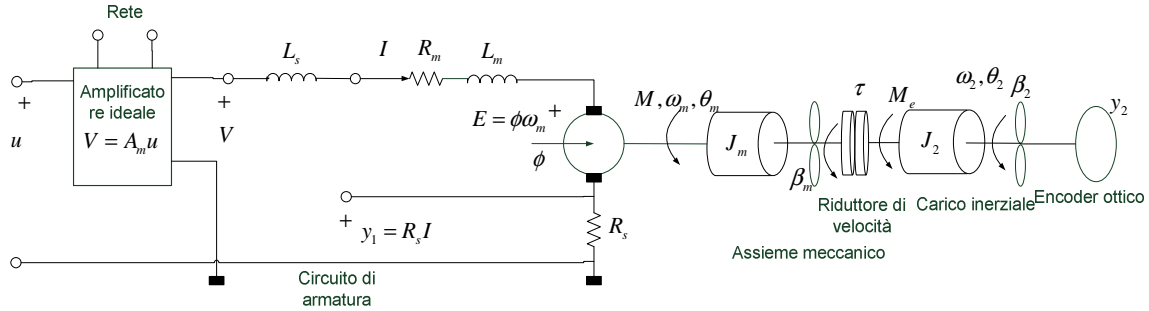 Rete
Amplificato
re ideale
V = A_m u
+
u
+
V
L_s
I
R_m
L_m
E = ϕω_m
+
ϕ
+
y_1 = R_s I
R_s
Circuito di
armatura
M, ω_m, θ_m
J_m
β_m
τ
M_e
J_2
ω_2, θ_2
β_2
y_2
Riduttore di
velocità
Carico inerziale
Encoder ottico
Assieme meccanico